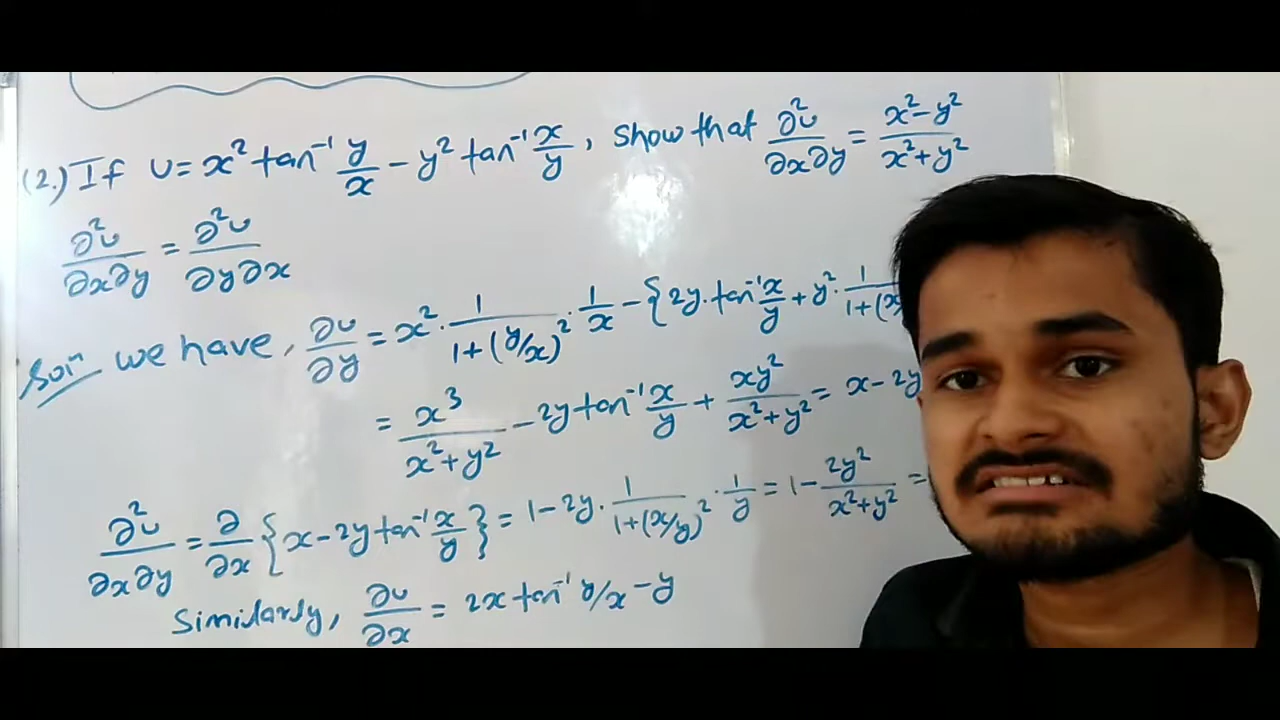 (2.) If u = x² tan⁻¹ y/x − y² tan⁻¹ x/y, show that ∂²u/∂x∂y = x²−y²/x²+y²
∂²u/∂x∂y = ∂²u/∂y∂x
Solⁿ we have, ∂u/∂y = x² · 1/1+(y/x)² · 1/x − {2y · tan⁻¹ x/y + y² · 1/1+(x
= x³/x²+y² − 2y tan⁻¹ x/y + xy²/x²+y² = x − 2y
∂²u/∂x∂y = ∂/∂x {x − 2y tan⁻¹ x/y} = 1 − 2y · 1/1+(x/y)² · 1/y = 1 − 2y²/x²+y² =
Similarly, ∂u/∂x = 2x tan⁻¹ y/x − y